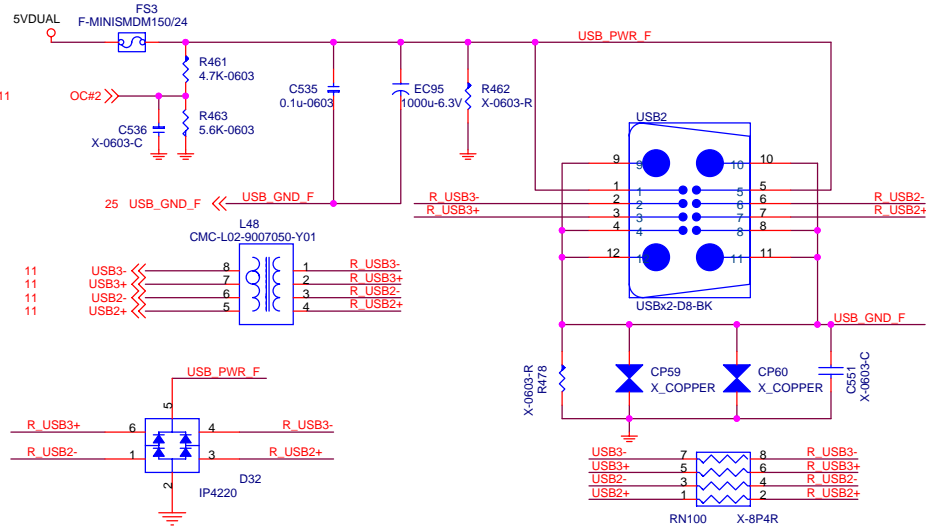 FS3
F-MINISMDM150/24
5VDUAL
USB_PWR_F
R461
4.7K-0603
11 OC#2
C536
X-0603-C
R463
5.6K-0603
C535
0.1u-0603
EC95
1000u-6.3V
R462
X-0603-R
25 USB_GND_F
USB_GND_F
USB2
9 9 10 10
1 1 5 5
R_USB3- 2 2 6 6 R_USB2-
R_USB3+ 3 3 7 7 R_USB2+
4 4 8 8
12 12 11 11
USBx2-D8-BK
L48
CMC-L02-9007050-Y01
11 USB3- 8 1 R_USB3-
11 USB3+ 7 2 R_USB3+
11 USB2- 6 3 R_USB2-
11 USB2+ 5 4 R_USB2+
USB_GND_F
X-0603-R
R478
CP59
X_COPPER
CP60
X_COPPER
C551
X-0603-C
USB_PWR_F
5
R_USB3+ 6 4 R_USB3-
R_USB2- 1 3 R_USB2+
2
D32
IP4220
USB3- 7 8 R_USB3-
USB3+ 5 6 R_USB3+
USB2- 3 4 R_USB2-
USB2+ 1 2 R_USB2+
RN100 X-8P4R